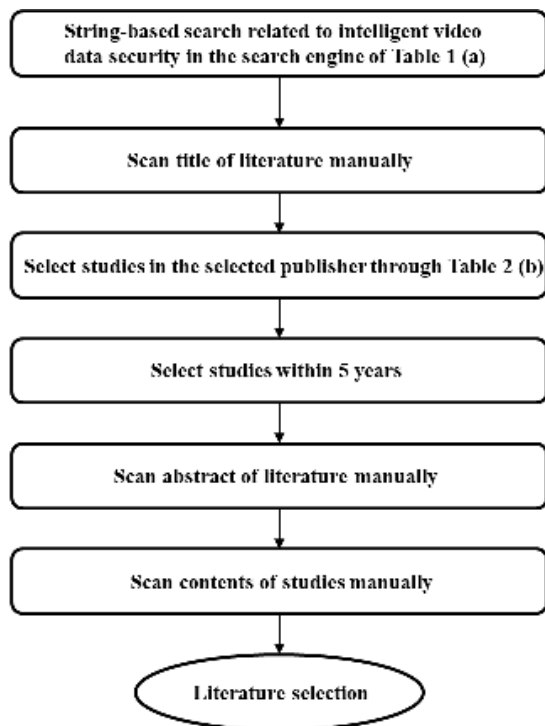 String-based search related to intelligent video
data security in the search engine of Table 1 (a)
Scan title of literature manually
Select studies in the selected publisher through Table 2 (b)
Select studies within 5 years
Scan abstract of literature manually
Scan contents of studies manually
Literature selection